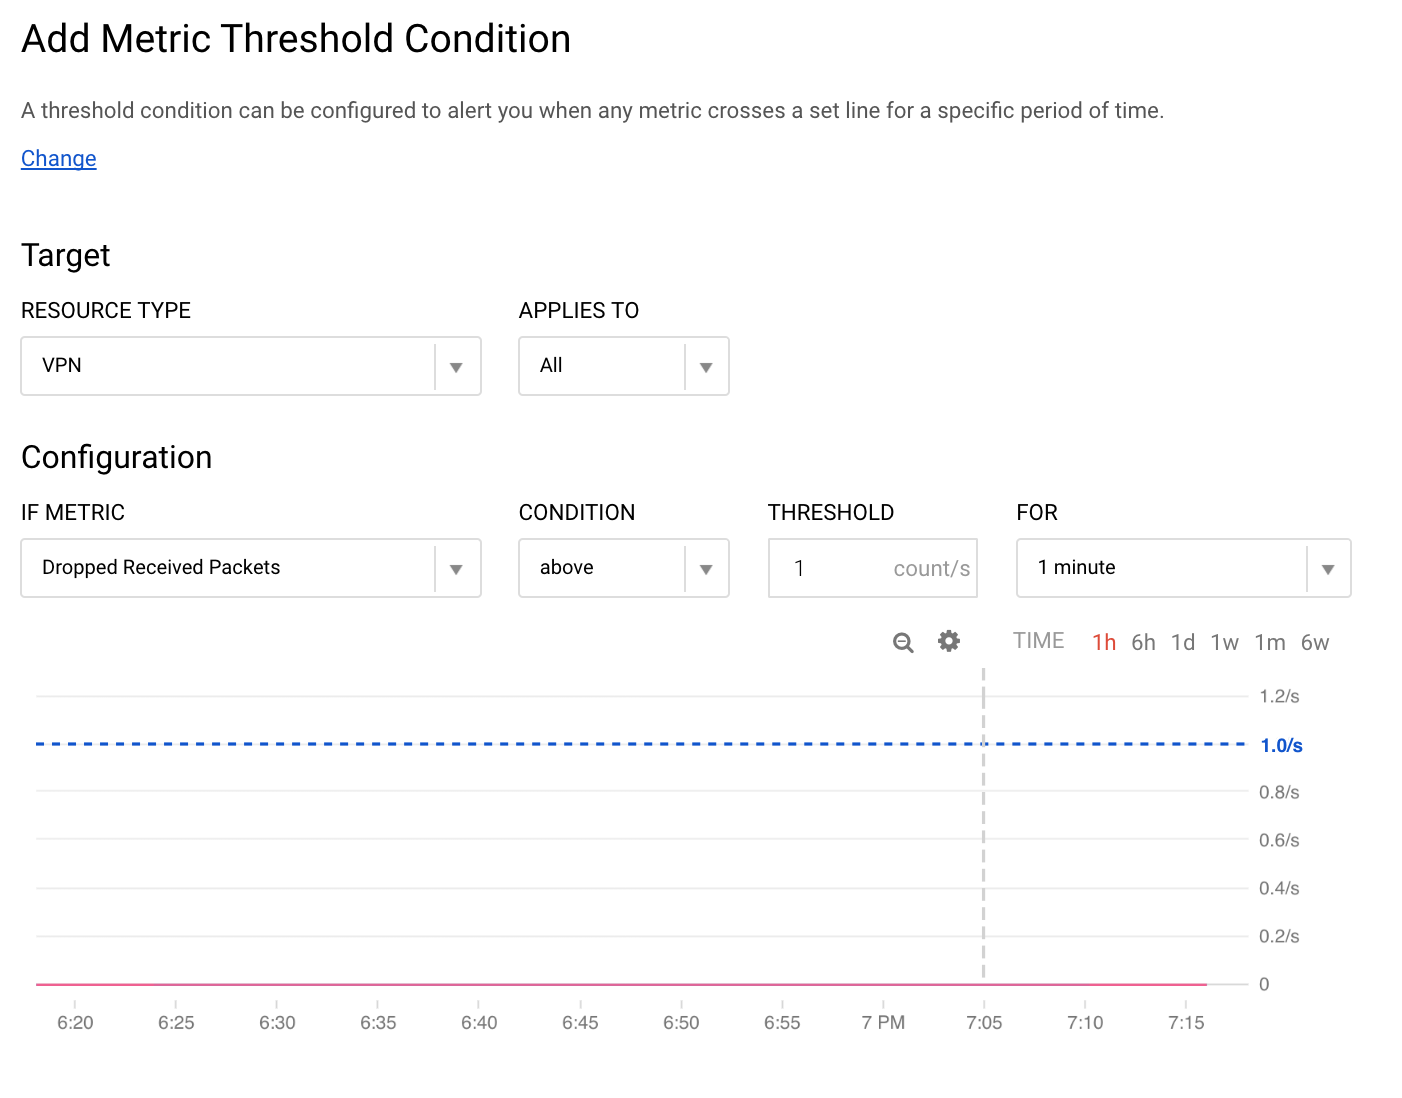 Add Metric Threshold Condition
A threshold condition can be configured to alert you when any metric crosses a set line for a specific period of time.
Change
Target
RESOURCE TYPE APPLIES TO
VPN All
Configuration
IF METRIC CONDITION THRESHOLD FOR
Dropped Received Packets above 1 count/s 1 minute
TIME 1h 6h 1d 1w 1m 6w
1.2/s
1.0/s
0.8/s
0.6/s
0.4/s
0.2/s
0
6:20 6:25 6:30 6:35 6:40 6:45 6:50 6:55 7 PM 7:05 7:10 7:15